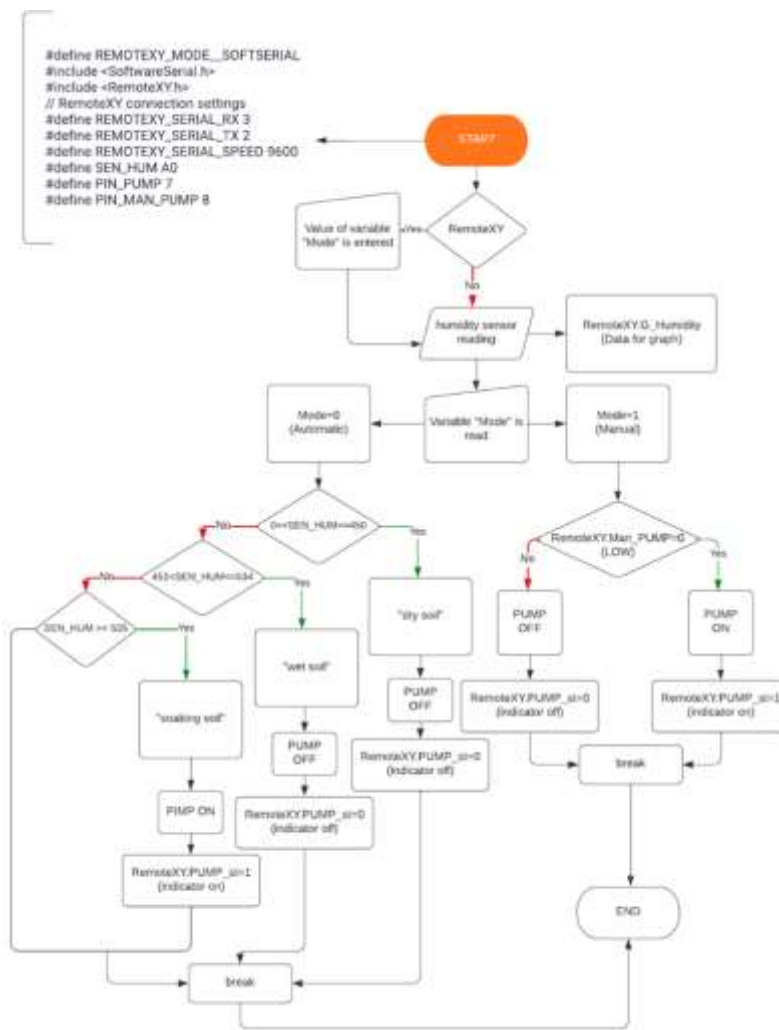 #define REMOTEXY_MODE__SOFTSERIAL
#include <SoftwareSerial.h>
#include <RemoteXY.h>
// RemoteXY connection settings
#define REMOTEXY_SERIAL_RX 3
#define REMOTEXY_SERIAL_TX 2
#define REMOTEXY_SERIAL_SPEED 9600
#define SEN_HUM A0
#define PIN_PUMP 7
#define PIN_MAN_PUMP 8
START
Value of variable
"Mode" is entered
Yes
RemoteXY
No
humidity sensor
reading
RemoteXY.G_Humidity
(Data for graph)
Mode=0
(Automatic)
Variable "Mode" is
read
Mode=1
(Manual)
No
Yes
RemoteXY.Man_PUMP=0
(LOW)
No
Yes
No
Yes
SEN_HUM >= 535
Yes
"dry soil"
PUMP
OFF
PUMP
ON
"wet soil"
"soaking soil"
PUMP
OFF
RemoteXY.PUMP_st=0
(Indicator off)
RemoteXY.PUMP_st=1
(Indicator on)
PUMP
OFF
RemoteXY.PUMP_st=0
(Indicator off)
break
PIMP ON
RemoteXY.PUMP_st=0
(Indicator off)
RemoteXY.PUMP_st=1
(Indicator on)
END
break